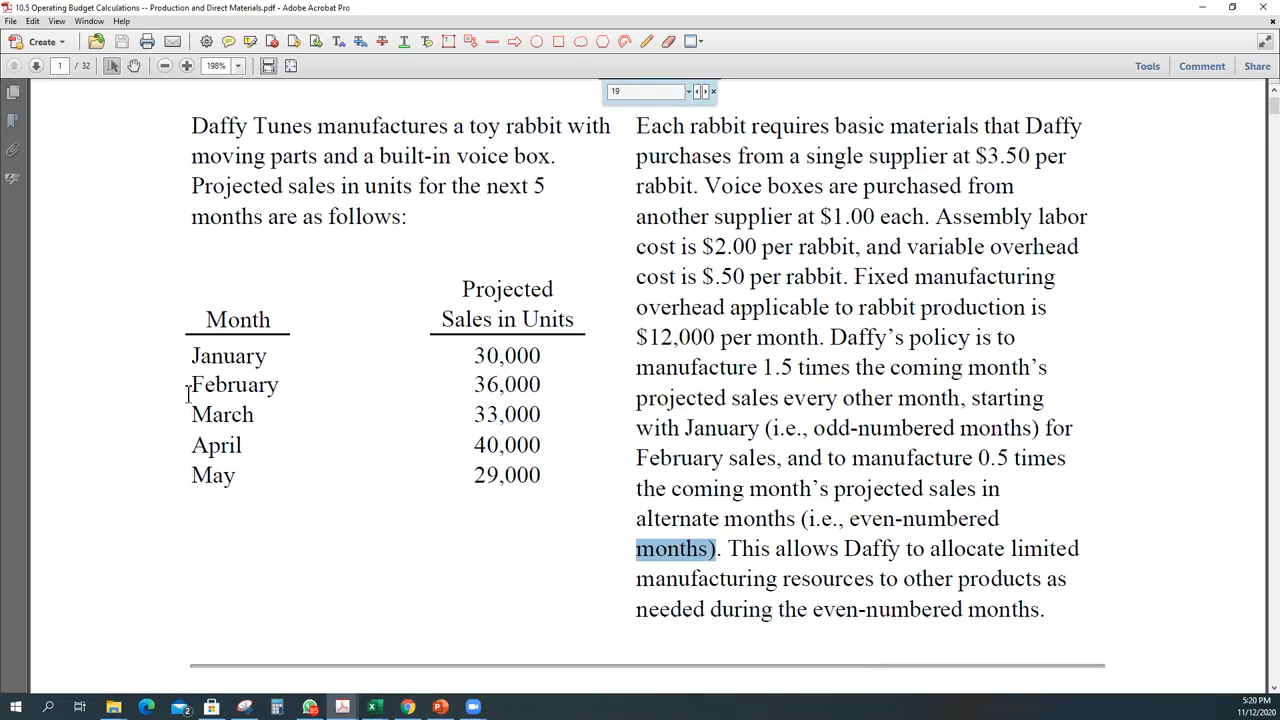 10.5 Operating Budget Calculations -- Production and Direct Materials.pdf - Adobe Acrobat Pro
File Edit View Window Help
Create
1 / 32 198% Tools Comment Share
19
Daffy Tunes manufactures a toy rabbit with
moving parts and a built-in voice box.
Projected sales in units for the next 5
months are as follows:
Month Projected
Sales in Units
January 30,000
February 36,000
March 33,000
April 40,000
May 29,000
Each rabbit requires basic materials that Daffy
purchases from a single supplier at $3.50 per
rabbit. Voice boxes are purchased from
another supplier at $1.00 each. Assembly labor
cost is $2.00 per rabbit, and variable overhead
cost is $.50 per rabbit. Fixed manufacturing
overhead applicable to rabbit production is
$12,000 per month. Daffy’s policy is to
manufacture 1.5 times the coming month’s
projected sales every other month, starting
with January (i.e., odd-numbered months) for
February sales, and to manufacture 0.5 times
the coming month’s projected sales in
alternate months (i.e., even-numbered
months). This allows Daffy to allocate limited
manufacturing resources to other products as
needed during the even-numbered months.
5:20 PM
11/12/2020